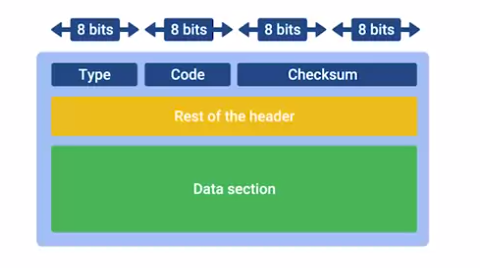 8 bits 8 bits 8 bits 8 bits
Type Code Checksum
Rest of the header
Data section